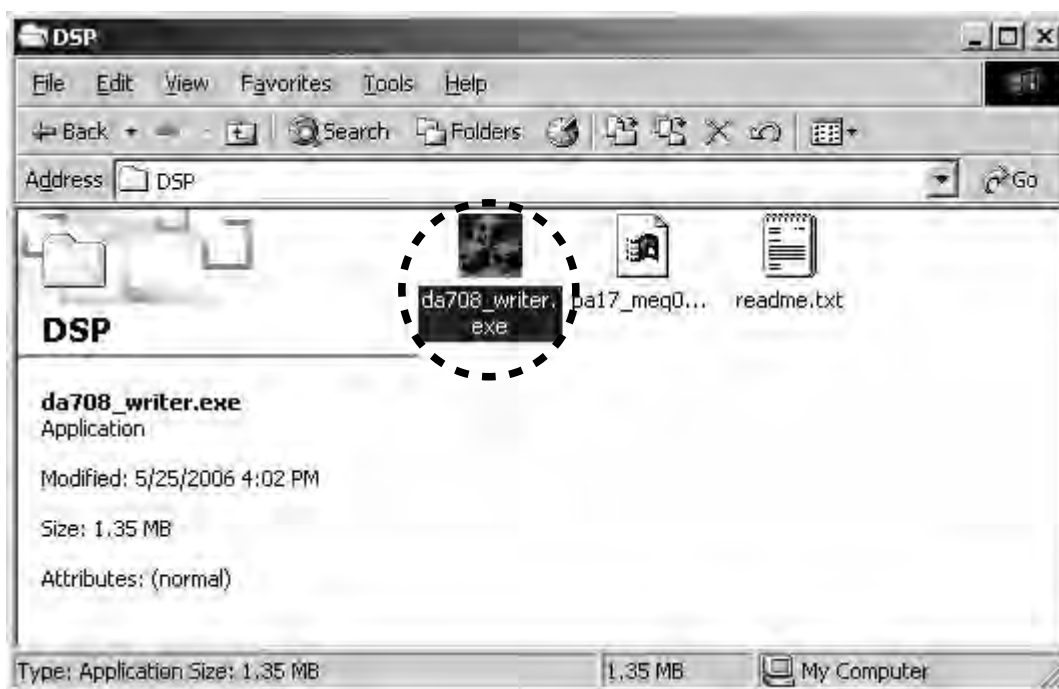 DSP
File Edit View Favorites Tools Help
Back Search Folders
Address DSP Go
da708_writer.
exe
pa17_meq0...
readme.txt
DSP
da708_writer.exe
Application
Modified: 5/25/2006 4:02 PM
Size: 1.35 MB
Attributes: (normal)
Type: Application Size: 1.35 MB 1.35 MB My Computer